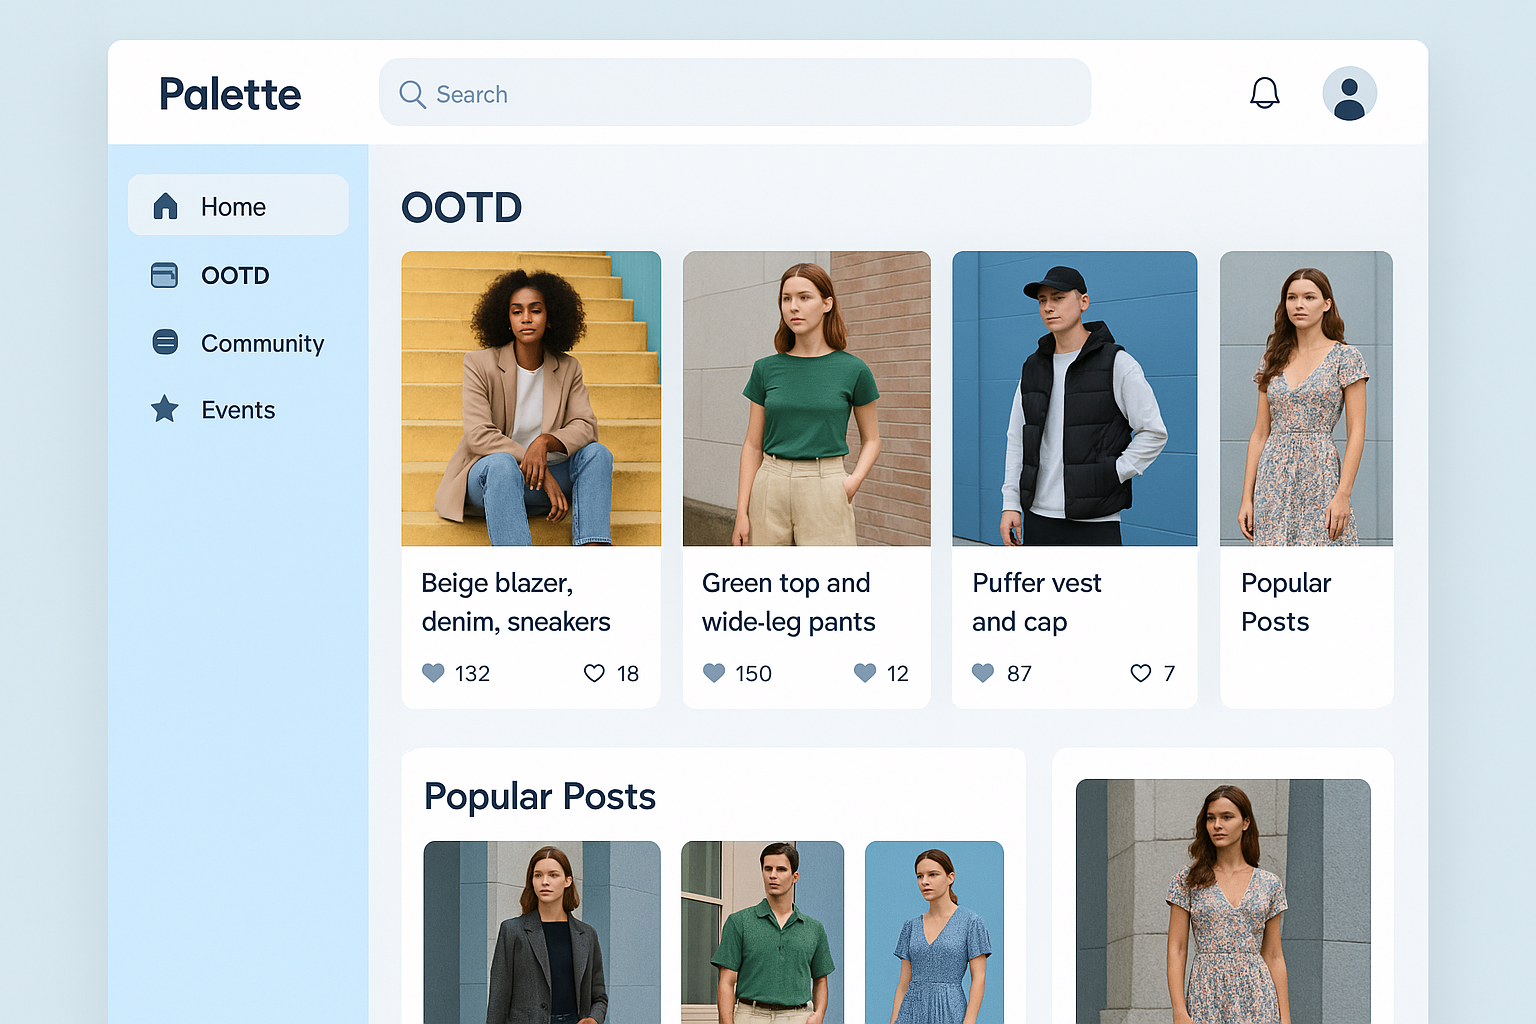 Palette
Search
Home
OOTD
Community
Events
OOTD
Beige blazer,
denim, sneakers
132
18
Green top and
wide-leg pants
150
12
Puffer vest
and cap
87
7
Popular
Posts
Popular Posts